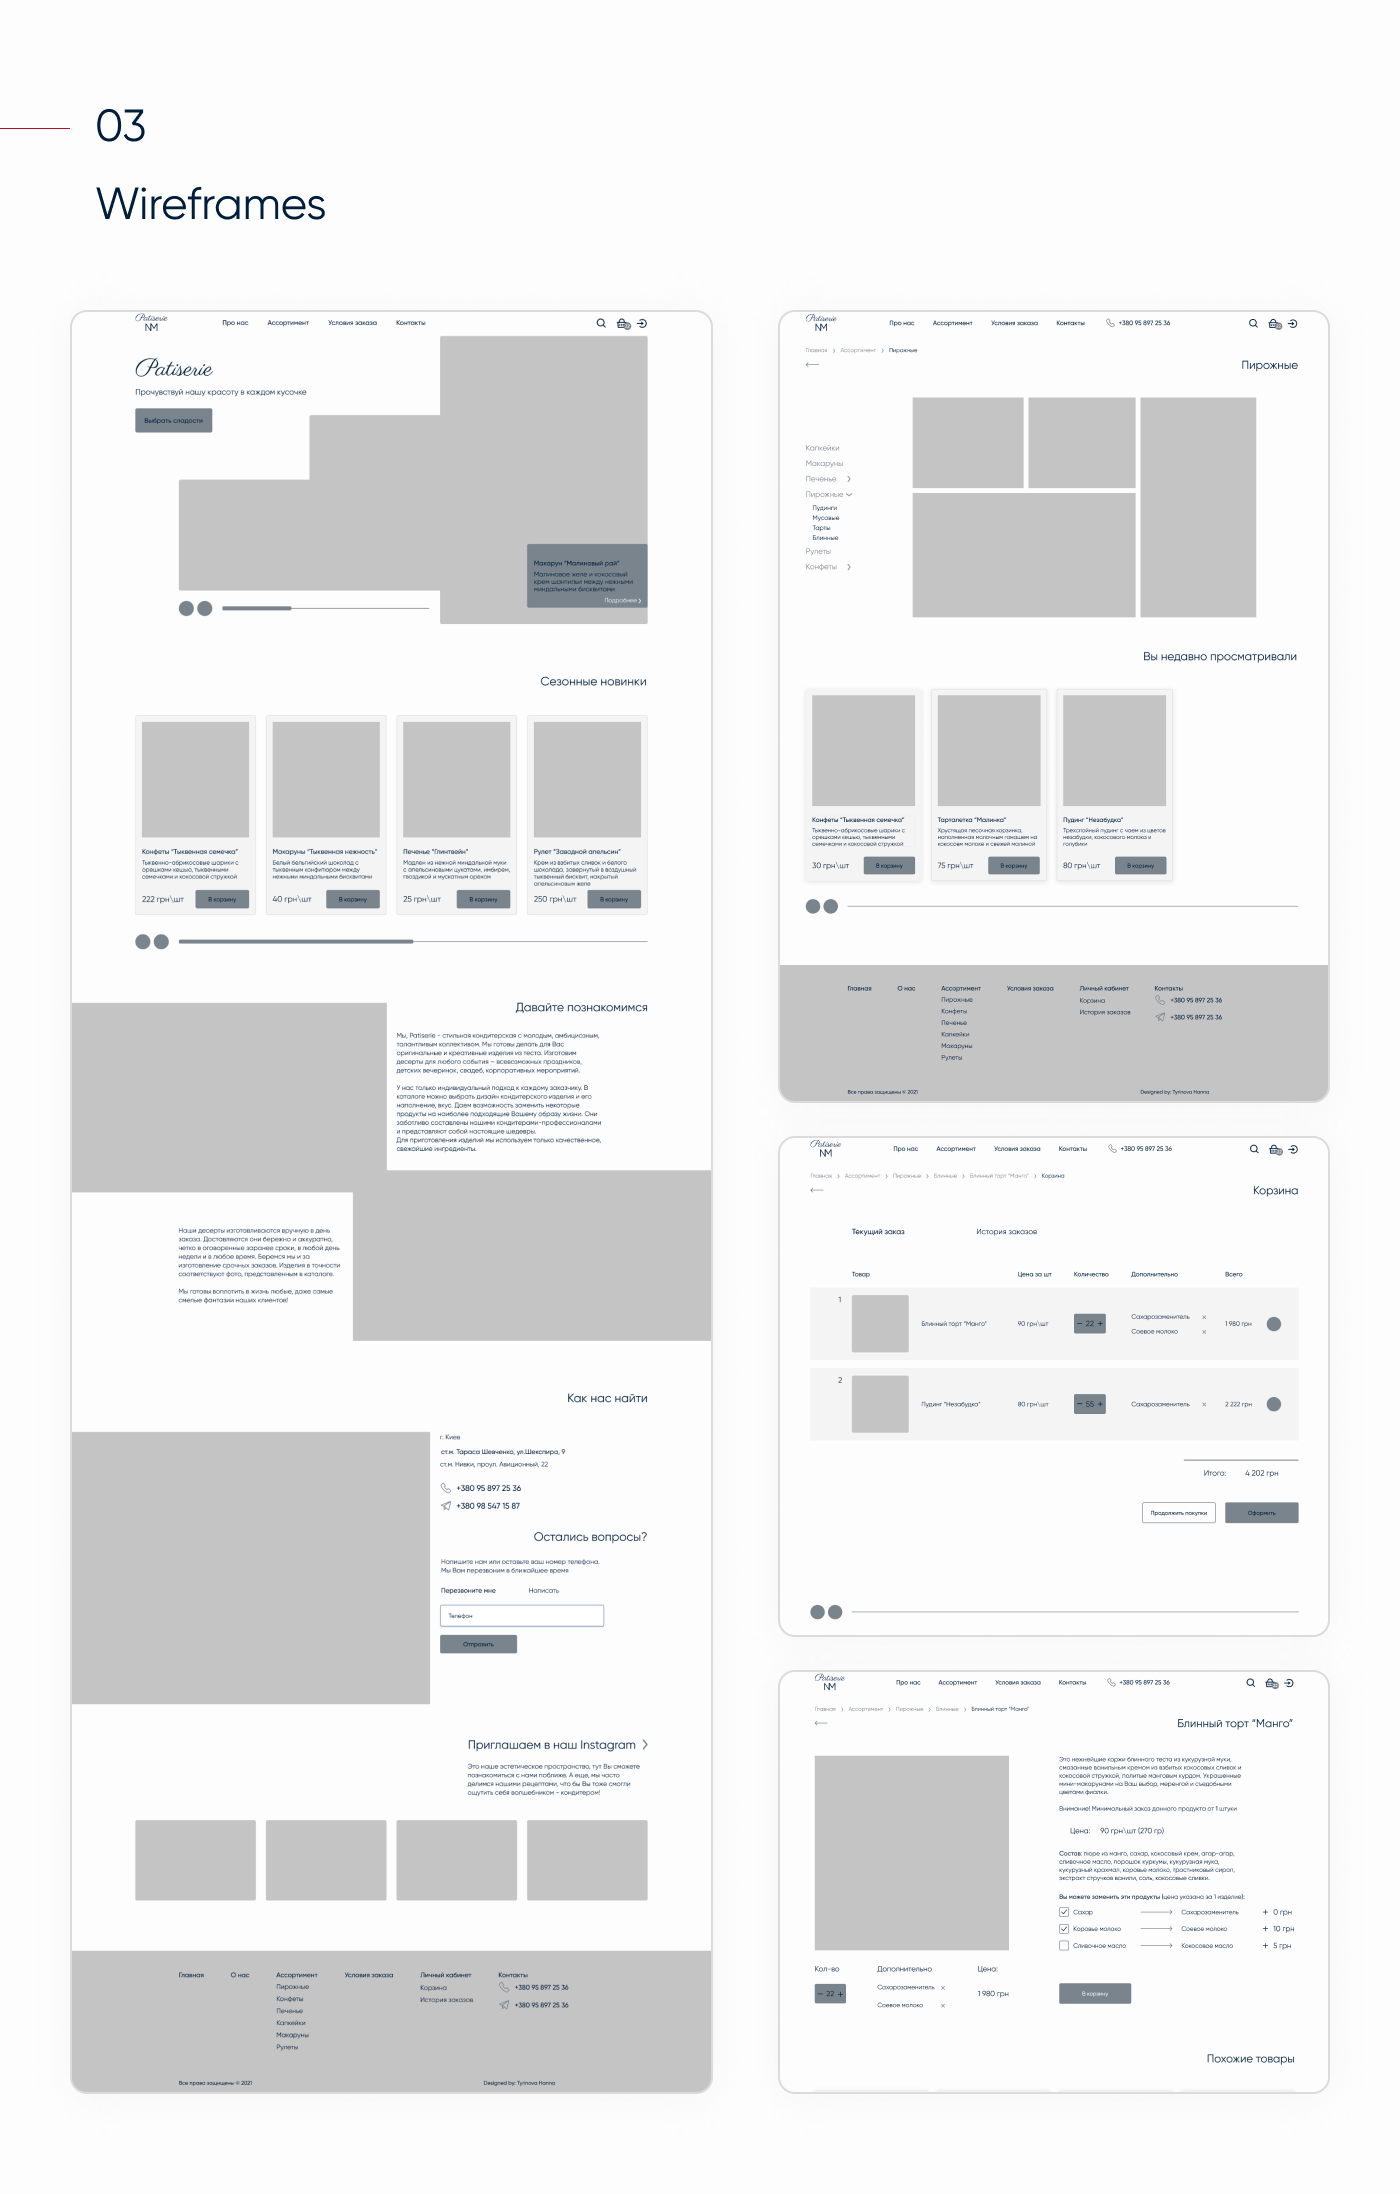 03
Wireframes
Patiserie
NM
Про нас
Ассортимент
Условия заказа
Контакты
Patiserie
Прочувствуй нашу красоту в каждом кусочке
Выбрать сладости
Макарун "Малиновый рай"
Малиновое желе и кокосовый
крем шантильи между нежными
миндальными бисквитами
Подробнее
Сезонные новинки
Конфеты "Тыквенная семечка"
Тыквенно-абрикосовые шарики с
орешками кешью, тыквенными
семечками и кокосовой стружкой
222 грн\шт
В корзину
Макаруны "Тыквенная нежность"
Белый бельгийский шоколад с
тыквенным конфитюром между
нежными миндальными бисквитами
40 грн\шт
В корзину
Печенье "Глинтвейн"
Мадлен из нежной миндальной муки
с апельсиновыми цукатами, имбирем,
гвоздикой и мускатным орехом
25 грн\шт
В корзину
Рулет "Заводной апельсин"
Крем из взбитых сливок и белого
шоколада, завернутый в воздушный
тыквенный бисквит, накрытый
апельсиновым желе
250 грн\шт
В корзину
Давайте познакомимся
Мы, Patiserie - стильная кондитерская с молодым, амбициозным,
талантливым коллективом. Мы готовы делать для Вас
оригинальные и креативные изделия из теста. Изготовим
десерты для любого события – всевозможных праздников,
детских вечеринок, свадеб, корпоративных мероприятий.
У нас только индивидуальный подход к каждому заказчику. В
каталоге можно выбрать дизайн кондитерского изделия и его
наполнение, вкус. Даем возможность заменить некоторые
продукты на наиболее подходящие Вашему образу жизни. Они
заботливо составлены нашими кондитерами-профессионалами
и представляют собой настоящие шедевры.
Для приготовления изделий мы используем только качественное,
свежайшие ингредиенты.
Наши десерты изготавливаются вручную в день
заказа. Доставляются они бережно и аккуратно,
четко в оговоренные заранее сроки, в любой день
недели и в любое время. Беремся мы и за
изготовление срочных заказов. Изделия в точности
соответствуют фото, представленным в каталоге.
Мы готовы воплотить в жизнь любые, даже самые
смелые фантазии наших клиентов!
Как нас найти
г. Киев
ст.м. Тараса Шевченко, ул.Шекспира, 9
ст.м. Нивки, проул. Авиционный, 22
+380 95 897 25 36
+380 98 547 15 87
Остались вопросы?
Напишите нам или оставьте ваш номер телефона.
Мы Вам перезвоним в ближайшее время
Перезвоните мне
Написать
Телефон
Отправить
Приглашаем в наш Instagram
Это наше эстетическое пространство, тут Вы сможете
познакомиться с нами поближе. А еще, мы часто
делимся нашими рецептами, что бы Вы тоже смогли
ощутить себя волшебником - кондитером!
Главная
О нас
Ассортимент
Пирожные
Конфеты
Печенье
Капкейки
Макаруны
Рулеты
Условия заказа
Личный кабинет
Корзина
История заказов
Контакты
+380 95 897 25 36
+380 95 897 25 36
Все права защищены © 2021
Designed by: Tyrinova Hanna
Patiserie
NM
Про нас
Ассортимент
Условия заказа
Контакты
+380 95 897 25 36
Главная
Ассортимент
Пирожные
Пирожные
Капкейки
Макаруны
Печенье
Пирожные
Пудинги
Мусовые
Тарты
Блинные
Рулеты
Конфеты
Вы недавно просматривали
Конфеты "Тыквенная семечка"
Тыквенно-абрикосовые шарики с
орешками кешью, тыквенными
семечками и кокосовой стружкой
30 грн\шт
В корзину
Тарталетка "Малинка"
Хрустящая песочная корзинка,
наполненная молочным ганашем на
кокосовм молоке и свежей малиной
75 грн\шт
В корзину
Пудинг "Незабудка"
Трехслойный пудинг с чаем из цветов
незабудки, кокосового молока и
голубики
80 грн\шт
В корзину
Главная
О нас
Ассортимент
Пирожные
Конфеты
Печенье
Капкейки
Макаруны
Рулеты
Условия заказа
Личный кабинет
Корзина
История заказов
Контакты
+380 95 897 25 36
+380 95 897 25 36
Все права защищены © 2021
Designed by: Tyrinova Hanna
Patiserie
NM
Про нас
Ассортимент
Условия заказа
Контакты
+380 95 897 25 36
Главная
Ассортимент
Пирожные
Блинные
Блинный торт "Манго"
Корзина
Корзина
Текущий заказ
История заказов
Товар
Цена за шт
Количество
Дополнительно
Всего
1
Блинный торт "Манго"
90 грн\шт
− 22 +
Сахарозаменитель ×
Соевое молоко ×
1 980 грн
2
Пудинг "Незабудка"
80 грн\шт
− 55 +
Сахарозаменитель ×
2 222 грн
Итого: 4 202 грн
Продолжить покупки
Оформить
Patiserie
NM
Про нас
Ассортимент
Условия заказа
Контакты
+380 95 897 25 36
Главная
Ассортимент
Пирожные
Блинные
Блинный торт "Манго"
Блинный торт "Манго"
Это нежнейшие коржи блинного теста из кукурузной муки,
смазанные ванильным кремом из взбитых кокосовых сливок и
кокосовой стружкой, политые манговым курдом. Украшенные
мини-макарунами на Ваш выбор, меренгой и съедобными
цветами фиалки.
Внимание! Минимальный заказ данного продукта от 1 штуки
Цена: 90 грн\шт (270 гр)
Состав: пюре из манго, сахар, кокосовый крем, агар-агар,
сливочное масло, порошок куркумы, кукурузная мука,
кукурузный крахмал, коровье молоко, тростниковый сироп,
экстракт стручков ванили, соль, кокосовые сливки.
Вы можете заменить эти продукты (цена указана за 1 изделие):
Сахар
Сахарозаменитель
+ 0 грн
Коровье молоко
Соевое молоко
+ 10 грн
Сливочное масло
Кокосовое масло
+ 5 грн
Кол-во
Дополнительно
Цена:
− 22 +
Сахарозаменитель ×
Соевое молоко ×
1 980 грн
В корзину
Похожие товары